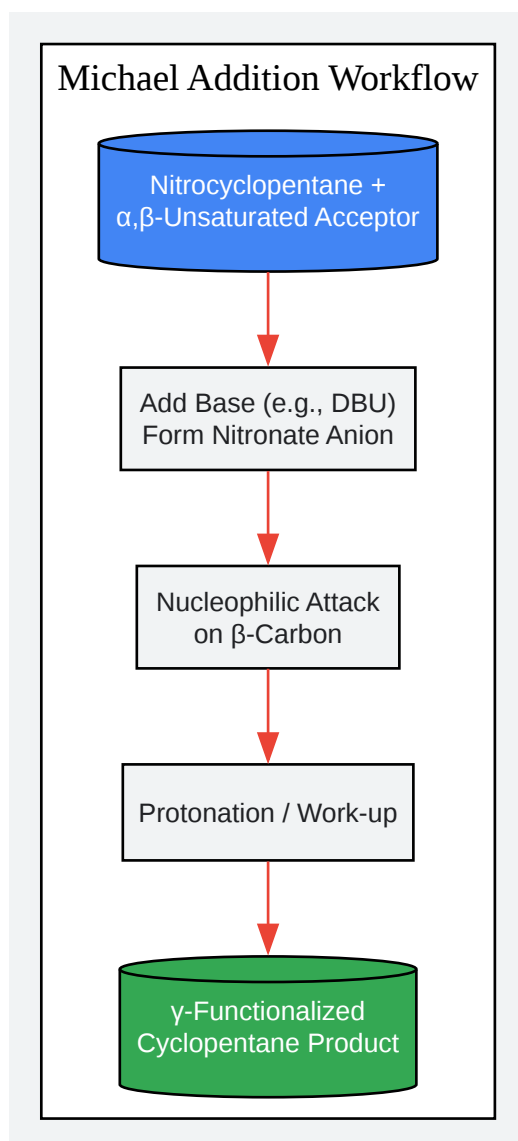 Michael Addition Workflow
Nitrocyclopentane +
α,β-Unsaturated Acceptor
Add Base (e.g., DBU)
Form Nitronate Anion
Nucleophilic Attack
on β-Carbon
Protonation / Work-up
γ-Functionalized
Cyclopentane Product